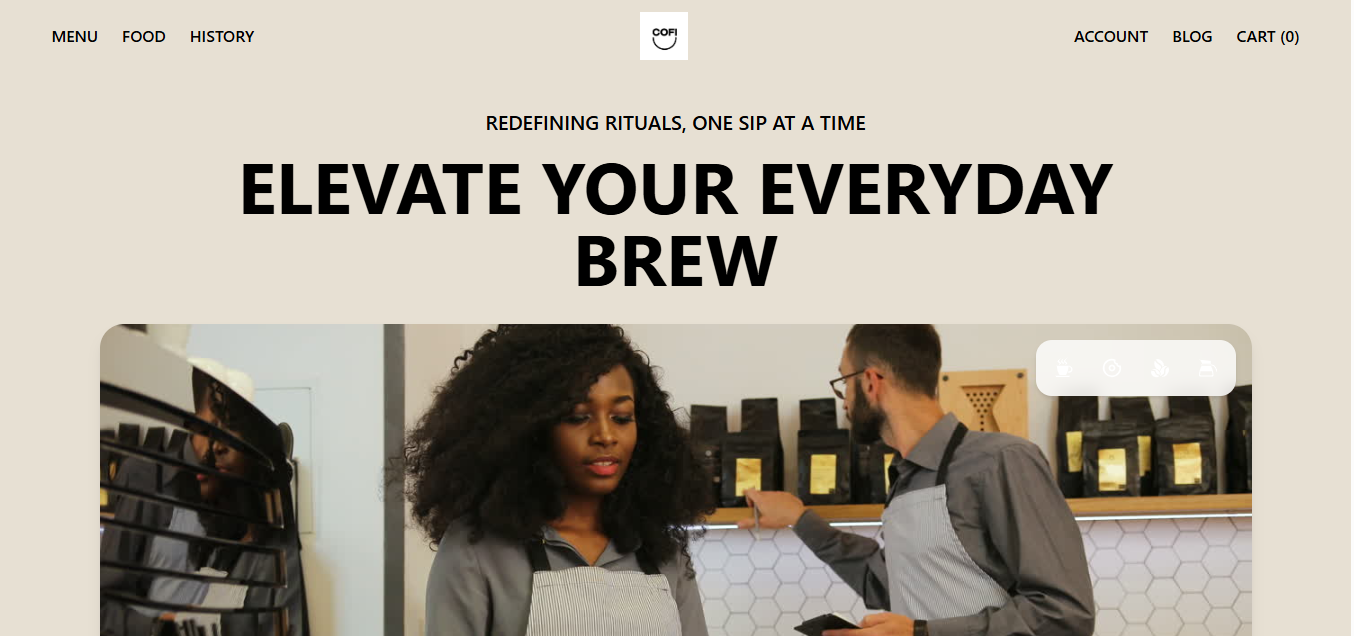 MENU FOOD HISTORY
COFI
ACCOUNT BLOG CART (0)
REDEFINING RITUALS, ONE SIP AT A TIME
ELEVATE YOUR EVERYDAY
BREW